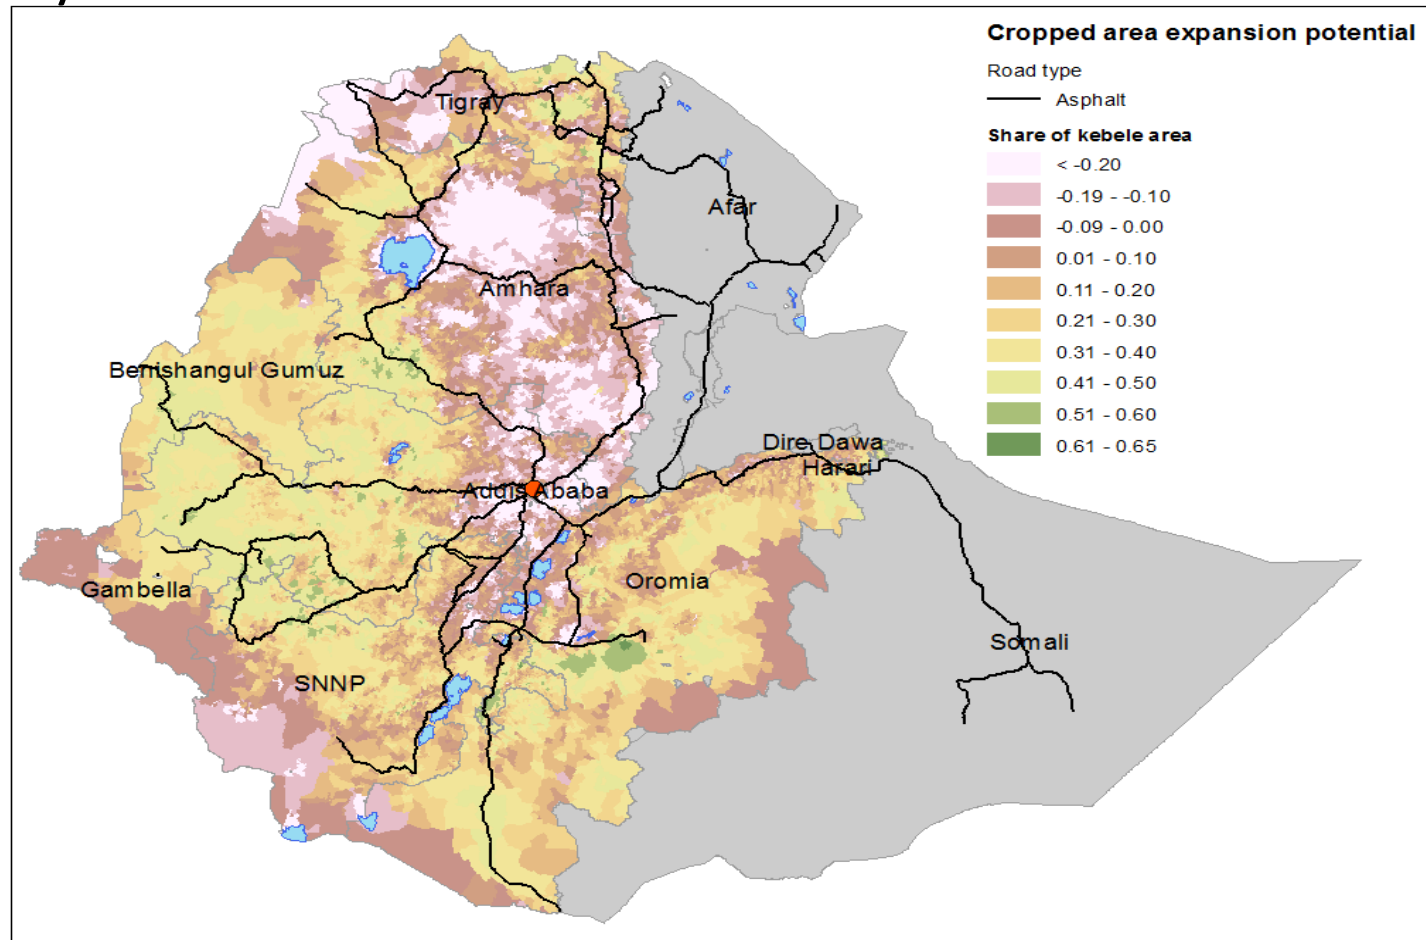 Cropped area expansion potential
Road type
Asphalt
Share of kebele area
< -0.20
-0.19 - -0.10
-0.09 - 0.00
0.01 - 0.10
0.11 - 0.20
0.21 - 0.30
0.31 - 0.40
0.41 - 0.50
0.51 - 0.60
0.61 - 0.65
Tigray
Afar
Amhara
Benishangul Gumuz
Dire Dawa
Harari
Addis Ababa
Oromia
Gambella
Somali
SNNP